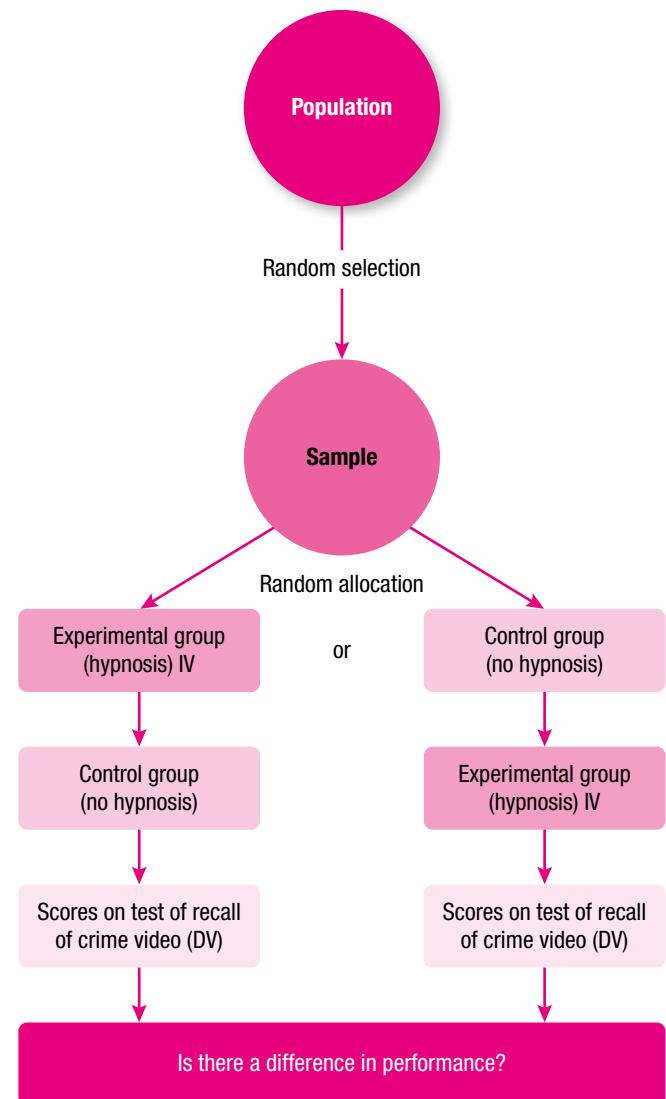 Population
Random selection
Sample
Random allocation
Experimental group
(hypnosis) IV
or
Control group
(no hypnosis)
Control group
(no hypnosis)
Experimental group
(hypnosis) IV
Scores on test of recall
of crime video (DV)
Scores on test of recall
of crime video (DV)
Is there a difference in performance?